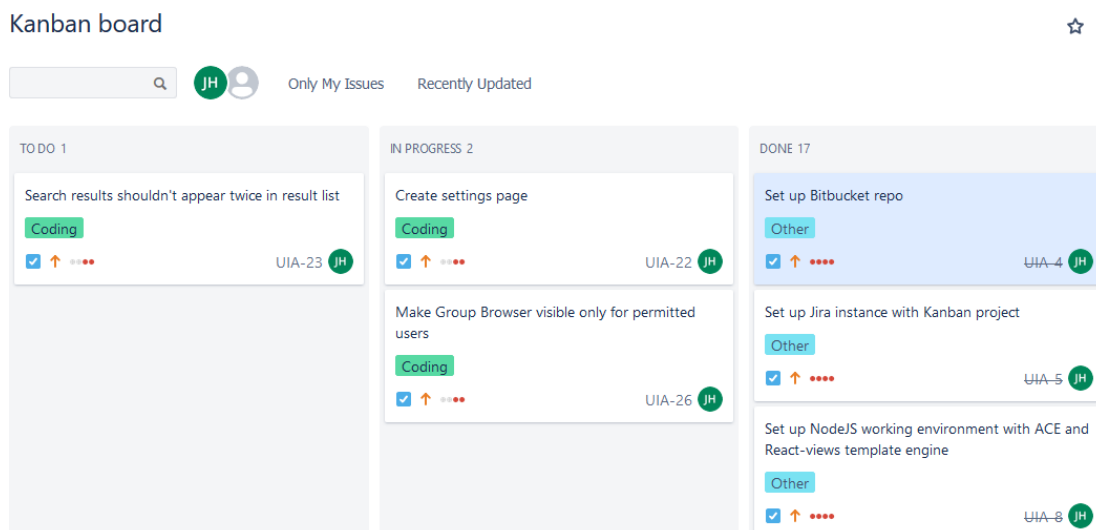 Kanban board
JH
Only My Issues
Recently Updated
TO DO 1
Search results shouldn't appear twice in result list
Coding
UIA-23 JH
IN PROGRESS 2
Create settings page
Coding
UIA-22 JH
Make Group Browser visible only for permitted
users
Coding
UIA-26 JH
DONE 17
Set up Bitbucket repo
Other
UIA-4 JH
Set up Jira instance with Kanban project
Other
UIA-5 JH
Set up NodeJS working environment with ACE and
React-views template engine
Other
UIA-8 JH